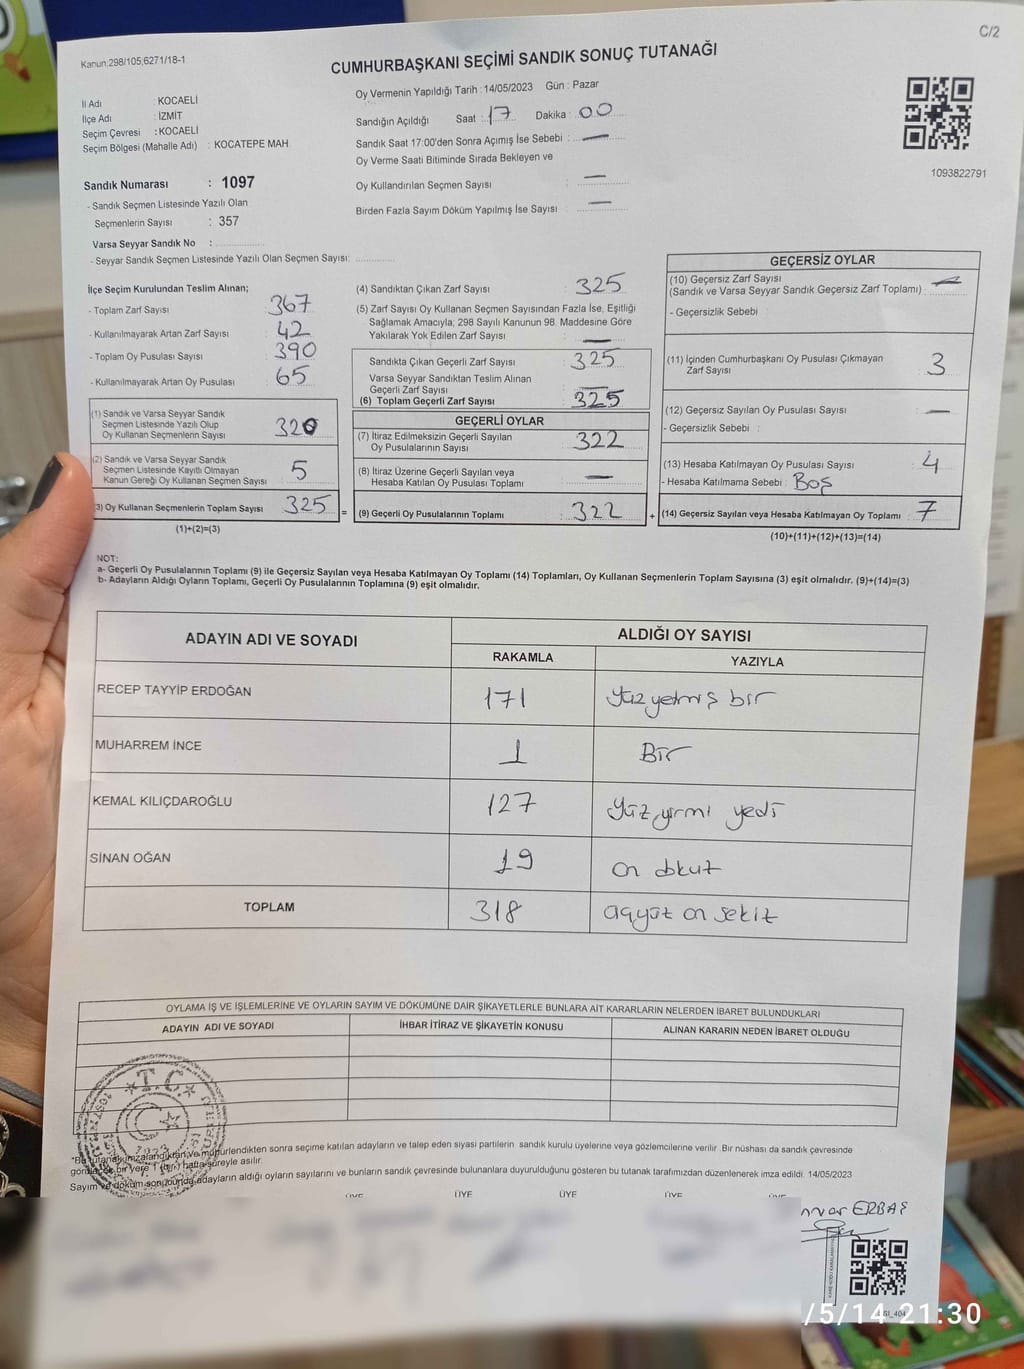 C/2
Kanun:298/105;6271/18-1
CUMHURBAŞKANI SEÇİMİ SANDIK SONUÇ TUTANAĞI
İl Adı : KOCAELİ
İlçe Adı : İZMİT
Seçim Çevresi : KOCAELİ
Seçim Bölgesi (Mahalle Adı) : KOCATEPE MAH.
Oy Vermenin Yapıldığı Tarih : 14/05/2023 Gün : Pazar
Sandığın Açıldığı Saat : 17 Dakika : 00
Sandık Saat 17:00'den Sonra Açımış İse Sebebi : —
Oy Verme Saati Bitiminde Sırada Bekleyen ve
Oy Kullandırılan Seçmen Sayısı : —
Birden Fazla Sayım Döküm Yapılmış İse Sayısı : —
1093822791
Sandık Numarası : 1097
- Sandık Seçmen Listesinde Yazılı Olan
Seçmenlerin Sayısı : 357
Varsa Seyyar Sandık No :
- Seyyar Sandık Seçmen Listesinde Yazılı Olan Seçmen Sayısı:
İlçe Seçim Kurulundan Teslim Alınan;
- Toplam Zarf Sayısı : 367
- Kullanılmayarak Artan Zarf Sayısı : 42
- Toplam Oy Pusulası Sayısı : 390
- Kullanılmayarak Artan Oy Pusulası : 65
(1) Sandık ve Varsa Seyyar Sandık
Seçmen Listesinde Yazılı Olup
Oy Kullanan Seçmenlerin Sayısı : 320
(2) Sandık ve Varsa Seyyar Sandık
Seçmen Listesinde Kayıtlı Olmayan
Kanun Gereği Oy Kullanan Seçmen Sayısı : 5
(3) Oy Kullanan Seçmenlerin Toplam Sayısı : 325 =
(1)+(2)=(3)
(4) Sandıktan Çıkan Zarf Sayısı : 325
(5) Zarf Sayısı Oy Kullanan Seçmen Sayısından Fazla İse, Eşitliği
Sağlamak Amacıyla, 298 Sayılı Kanunun 98. Maddesine Göre
Yakılarak Yok Edilen Zarf Sayısı : —
Sandıkta Çıkan Geçerli Zarf Sayısı : 325
Varsa Seyyar Sandıktan Teslim Alınan
Geçerli Zarf Sayısı : —
(6) Toplam Geçerli Zarf Sayısı : 325
GEÇERLİ OYLAR
(7) İtiraz Edilmeksizin Geçerli Sayılan
Oy Pusulalarının Sayısı : 322
(8) İtiraz Üzerine Geçerli Sayılan veya
Hesaba Katılan Oy Pusulası Toplamı : —
(9) Geçerli Oy Pusulalarının Toplamı : 322 +
GEÇERSİZ OYLAR
(10) Geçersiz Zarf Sayısı
(Sandık ve Varsa Seyyar Sandık Geçersiz Zarf Toplamı) : —
- Geçersizlik Sebebi :
(11) İçinden Cumhurbaşkanı Oy Pusulası Çıkmayan
Zarf Sayısı : 3
(12) Geçersiz Sayılan Oy Pusulası Sayısı : —
- Geçersizlik Sebebi :
(13) Hesaba Katılmayan Oy Pusulası Sayısı : 4
- Hesaba Katılmama Sebebi : Boş
(14) Geçersiz Sayılan veya Hesaba Katılmayan Oy Toplamı : 7
(10)+(11)+(12)+(13)=(14)
NOT:
a- Geçerli Oy Pusulalarının Toplamı (9) ile Geçersiz Sayılan veya Hesaba Katılmayan Oy Toplamı (14) Toplamları, Oy Kullanan Seçmenlerin Toplam Sayısına (3) eşit olmalıdır. (9)+(14)=(3)
b- Adayların Aldığı Oyların Toplamı, Geçerli Oy Pusulalarının Toplamına (9) eşit olmalıdır.
ADAYIN ADI VE SOYADI ALDIĞI OY SAYISI
RAKAMLA YAZIYLA
RECEP TAYYİP ERDOĞAN 171 Yüzyetmiş bir
MUHARREM İNCE 1 Bir
KEMAL KILIÇDAROĞLU 127 Yüzyirmi yedi
SİNAN OĞAN 19 on dokuz
TOPLAM 318 üçyüz on sekiz
OYLAMA İŞ VE İŞLEMLERİNE VE OYLARIN SAYIM VE DÖKÜMÜNE DAİR ŞİKAYETLERLE BUNLARA AİT KARARLARIN NELERDEN İBARET BULUNDUKLARI
ADAYIN ADI VE SOYADI İHBAR İTİRAZ VE ŞİKAYETİN KONUSU ALINAN KARARIN NEDEN İBARET OLDUĞU
*T.C*
*Bu tutanak imzalandıktan ve mühürlendikten sonra seçime katılan adayların ve talep eden siyasi partilerin sandık kurulu üyelerine veya gözlemcilerine verilir. Bir nüshası da sandık çevresinde
görülecek bir yere 1 (bir) hafta süreyle asılır.
Sayım ve döküm sonucunda adayların aldığı oyların sayılarını ve bunların sandık çevresinde bulunanlara duyurulduğunu gösteren bu tutanak tarafımızdan düzenlenerek imza edildi. 14/05/2023
ÜYE ÜYE ÜYE ÜYE
ERBAŞ
/5/14 21:30